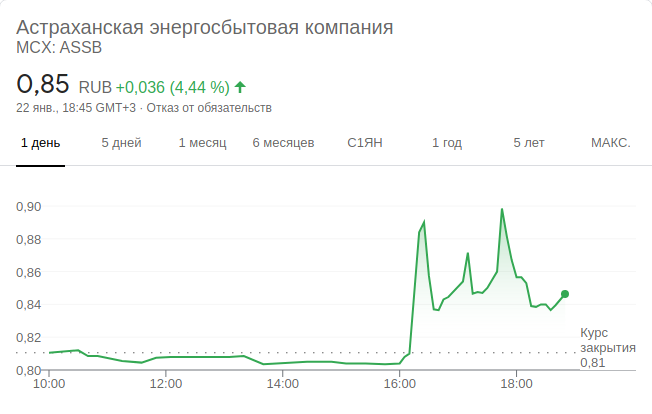 Астраханская энергосбытовая компания
MCX: ASSB
0,85 RUB +0,036 (4,44 %)
22 янв., 18:45 GMT+3 · Отказ от обязательств
1 день 5 дней 1 месяц 6 месяцев С1ЯН 1 год 5 лет МАКС.
0,90
0,88
0,86
0,84
0,82
0,80
Курс
закрытия
0,81
10:00 12:00 14:00 16:00 18:00